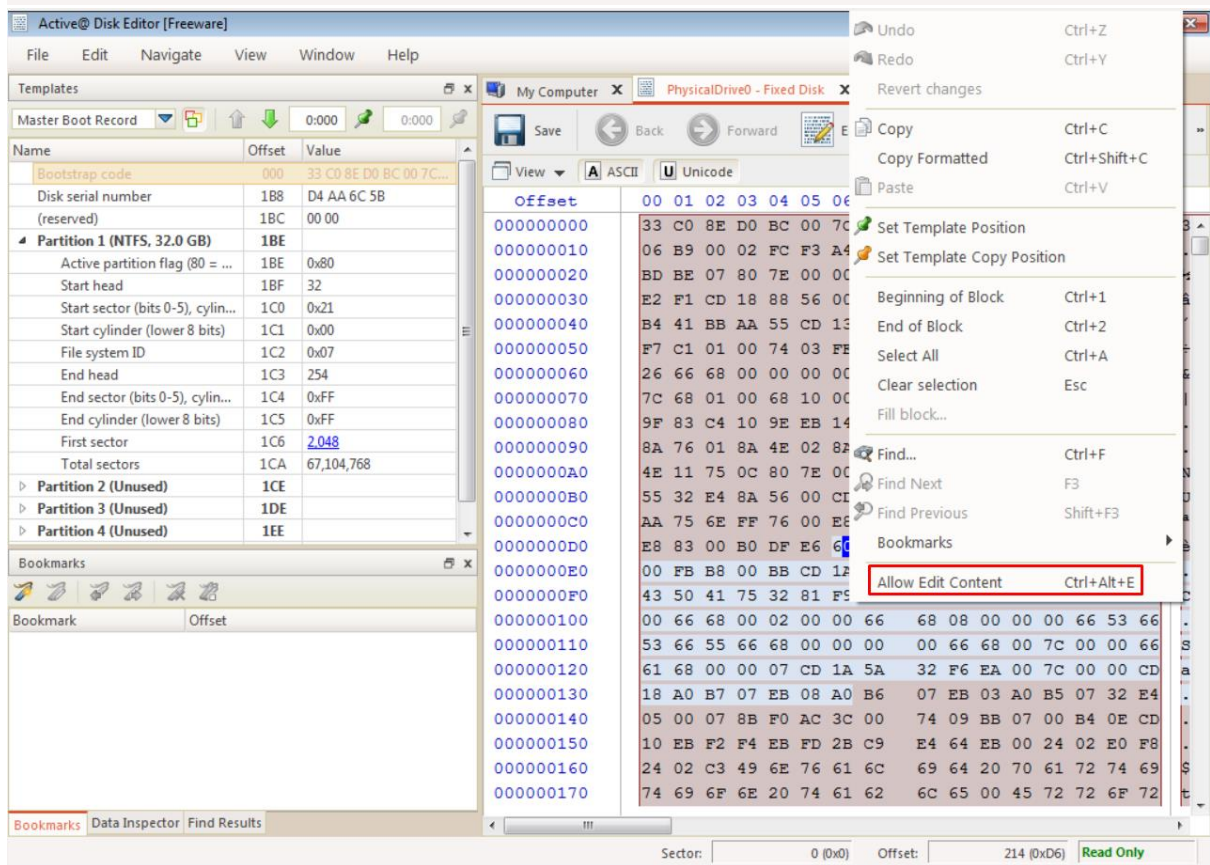 Active@ Disk Editor [Freeware]
File Edit Navigate View Window Help
Templates
Master Boot Record 0:000 0:000
Name Offset Value
Bootstrap code 000 33 C0 8E D0 BC 00 7C...
Disk serial number 1B8 D4 AA 6C 5B
(reserved) 1BC 00 00
Partition 1 (NTFS, 32.0 GB) 1BE
Active partition flag (80 = ... 1BE 0x80
Start head 1BF 32
Start sector (bits 0-5), cylin... 1C0 0x21
Start cylinder (lower 8 bits) 1C1 0x00
File system ID 1C2 0x07
End head 1C3 254
End sector (bits 0-5), cylin... 1C4 0xFF
End cylinder (lower 8 bits) 1C5 0xFF
First sector 1C6 2,048
Total sectors 1CA 67,104,768
Partition 2 (Unused) 1CE
Partition 3 (Unused) 1DE
Partition 4 (Unused) 1EE
Bookmarks
Bookmark Offset
Bookmarks Data Inspector Find Results
My Computer X PhysicalDrive0 - Fixed Disk X
Save Back Forward E
View A ASCII U Unicode
Offset 00 01 02 03 04 05 06
000000000 33 C0 8E D0 BC 00 7C
000000010 06 B9 00 02 FC F3 A4
000000020 BD BE 07 80 7E 00 00
000000030 E2 F1 CD 18 88 56 00
000000040 B4 41 BB AA 55 CD 13
000000050 F7 C1 01 00 74 03 FE
000000060 26 66 68 00 00 00 00
000000070 7C 68 01 00 68 10 00
000000080 9F 83 C4 10 9E EB 14
000000090 8A 76 01 8A 4E 02 8A
0000000A0 4E 11 75 0C 80 7E 00
0000000B0 55 32 E4 8A 56 00 CD
0000000C0 AA 75 6E FF 76 00 E8
0000000D0 E8 83 00 B0 DF E6 60
0000000E0 00 FB B8 00 BB CD 1A
0000000F0 43 50 41 75 32 81 F9
000000100 00 66 68 00 02 00 00 66 68 08 00 00 00 66 53 66
000000110 53 66 55 66 68 00 00 00 00 66 68 00 7C 00 00 66
000000120 61 68 00 00 07 CD 1A 5A 32 F6 EA 00 7C 00 00 CD
000000130 18 A0 B7 07 EB 08 A0 B6 07 EB 03 A0 B5 07 32 E4
000000140 05 00 07 8B F0 AC 3C 00 74 09 BB 07 00 B4 0E CD
000000150 10 EB F2 F4 EB FD 2B C9 E4 64 EB 00 24 02 E0 F8
000000160 24 02 C3 49 6E 76 61 6C 69 64 20 70 61 72 74 69
000000170 74 69 6F 6E 20 74 61 62 6C 65 00 45 72 72 6F 72
Undo Ctrl+Z
Redo Ctrl+Y
Revert changes
Copy Ctrl+C
Copy Formatted Ctrl+Shift+C
Paste Ctrl+V
Set Template Position
Set Template Copy Position
Beginning of Block Ctrl+1
End of Block Ctrl+2
Select All Ctrl+A
Clear selection Esc
Fill block...
Find... Ctrl+F
Find Next F3
Find Previous Shift+F3
Bookmarks
Allow Edit Content Ctrl+Alt+E
Sector: 0 (0x0) Offset: 214 (0xD6) Read Only